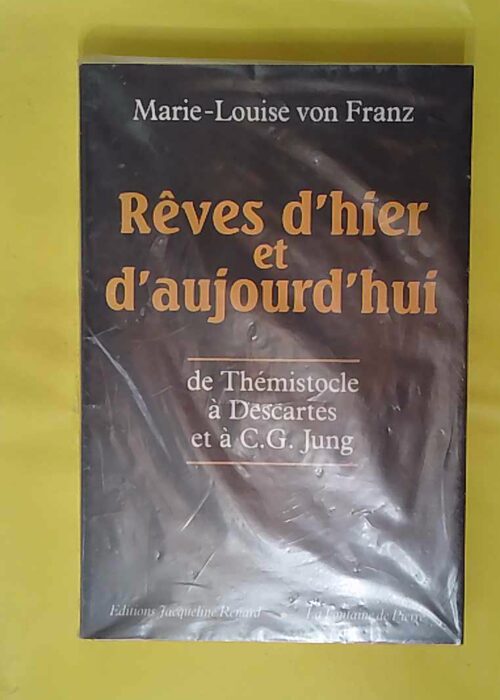 Marie-Louise von Franz
Rêves d'hier
et
d'aujourd'hui
de Thémistocle
à Descartes
et à C.G. Jung
Editions Jacqueline Renard La Fontaine de Pierre